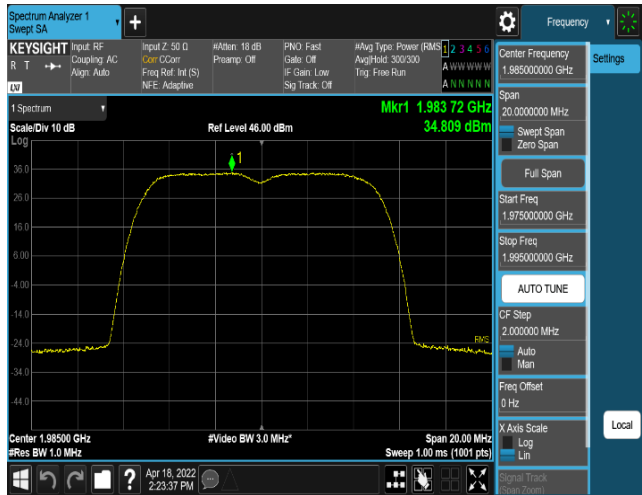 Spectrum Analyzer 1
Swept SA
+
Frequency
KEYSIGHT
R T
LXI
Input: RF
Coupling: AC
Align: Auto
Input Z: 50 Ω
Corr CCorr
Freq Ref: Int (S)
NFE: Adaptive
#Atten: 18 dB
Preamp: Off
PNO: Fast
Gate: Off
IF Gain: Low
Sig Track: Off
#Avg Type: Power (RMS
Avg|Hold: 300/300
Trig: Free Run
1 2 3 4 5 6
A W W W W W
A N N N N N
1 Spectrum
Scale/Div 10 dB
Log
Ref Level 46.00 dBm
Mkr1 1.983 72 GHz
34.809 dBm
1
36.0
26.0
16.0
6.00
-4.00
-14.0
-24.0
-34.0
-44.0
RMS
Center 1.98500 GHz
#Res BW 1.0 MHz
#Video BW 3.0 MHz*
Span 20.00 MHz
Sweep 1.00 ms (1001 pts)
Center Frequency
1.985000000 GHz
Span
20.0000000 MHz
Swept Span
Zero Span
Full Span
Start Freq
1.975000000 GHz
Stop Freq
1.995000000 GHz
AUTO TUNE
CF Step
2.000000 MHz
Auto
Man
Freq Offset
0 Hz
X Axis Scale
Log
Lin
Signal Track
(Span Zoom)
Settings
Local
?
Apr 18, 2022
2:23:37 PM